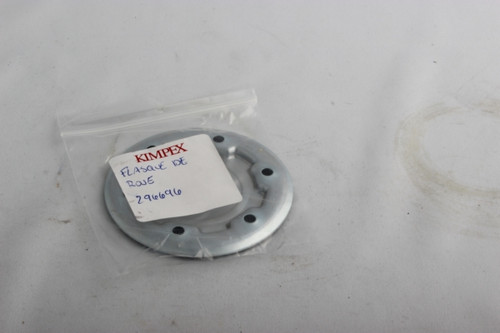 KIMPEX
FLASQUE DE
ROUE
296696